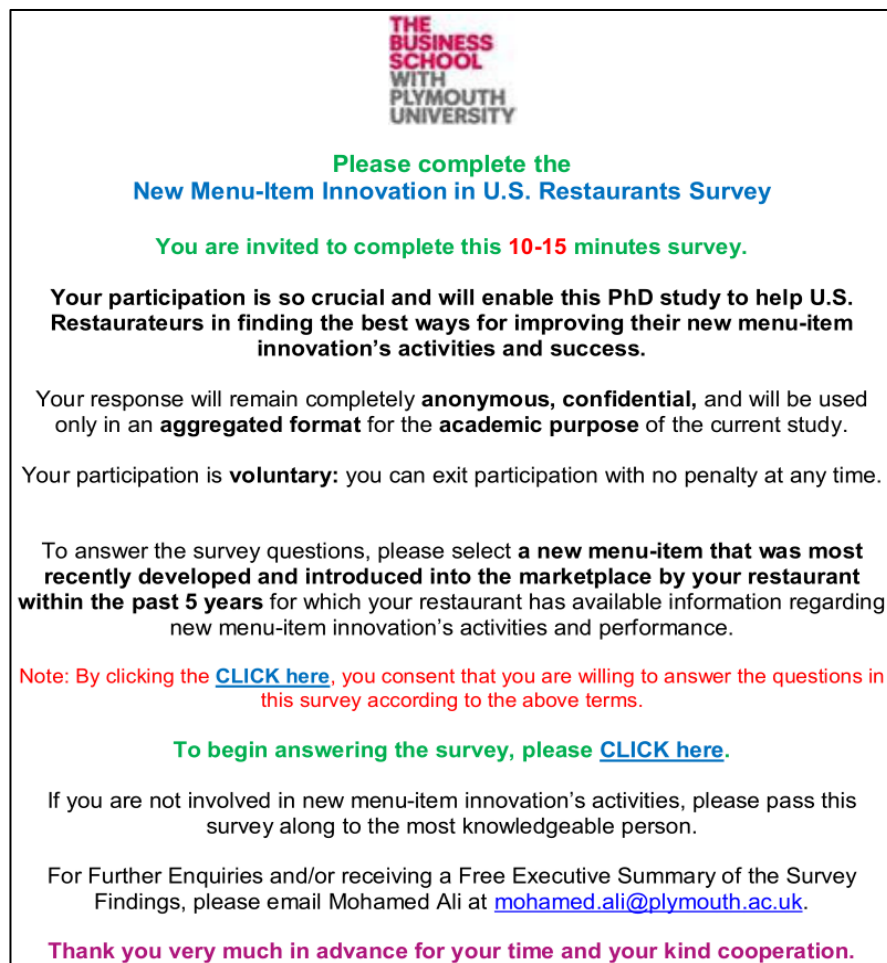 THE
BUSINESS
SCHOOL
WITH
PLYMOUTH
UNIVERSITY
Please complete the
New Menu-Item Innovation in U.S. Restaurants Survey
You are invited to complete this 10-15 minutes survey.
Your participation is so crucial and will enable this PhD study to help U.S.
Restaurateurs in finding the best ways for improving their new menu-item
innovation’s activities and success.
Your response will remain completely anonymous, confidential, and will be used
only in an aggregated format for the academic purpose of the current study.
Your participation is voluntary: you can exit participation with no penalty at any time.
To answer the survey questions, please select a new menu-item that was most
recently developed and introduced into the marketplace by your restaurant
within the past 5 years for which your restaurant has available information regarding
new menu-item innovation’s activities and performance.
Note: By clicking the CLICK here, you consent that you are willing to answer the questions in
this survey according to the above terms.
To begin answering the survey, please CLICK here.
If you are not involved in new menu-item innovation’s activities, please pass this
survey along to the most knowledgeable person.
For Further Enquiries and/or receiving a Free Executive Summary of the Survey
Findings, please email Mohamed Ali at mohamed.ali@plymouth.ac.uk.
Thank you very much in advance for your time and your kind cooperation.